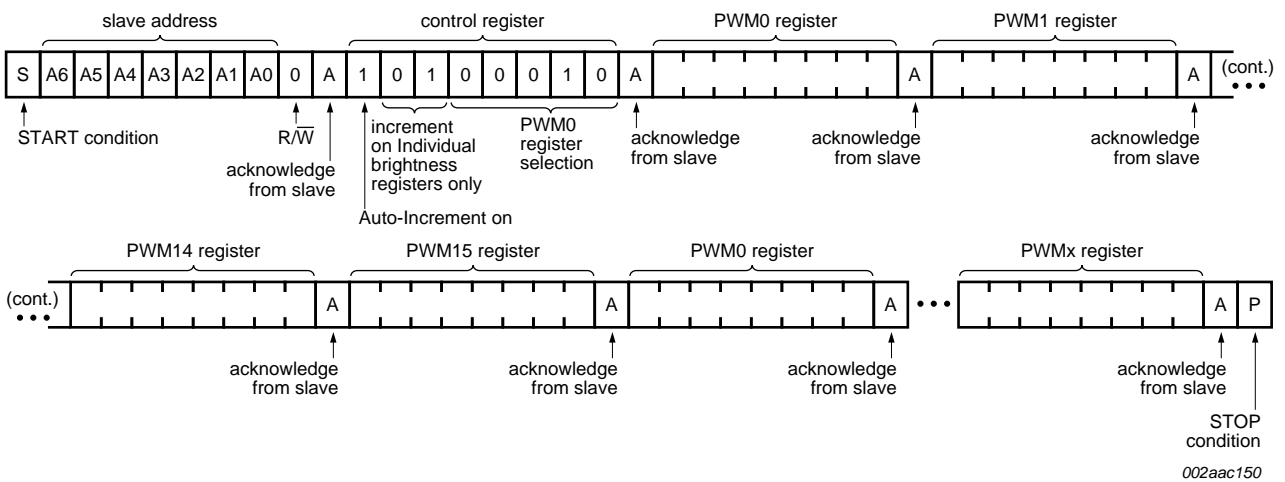 slave address control register PWM0 register PWM1 register
S A6 A5 A4 A3 A2 A1 A0 0 A 1 0 1 0 0 0 1 0 A A A (cont.)
START condition
R/W̅
acknowledge
from slave
Auto-Increment on
increment
on Individual
brightness
registers only
PWM0
register
selection
acknowledge
from slave
acknowledge
from slave
acknowledge
from slave
PWM14 register PWM15 register PWM0 register PWMx register
(cont.) A A A A P
acknowledge
from slave
acknowledge
from slave
acknowledge
from slave
acknowledge
from slave
STOP
condition
002aac150